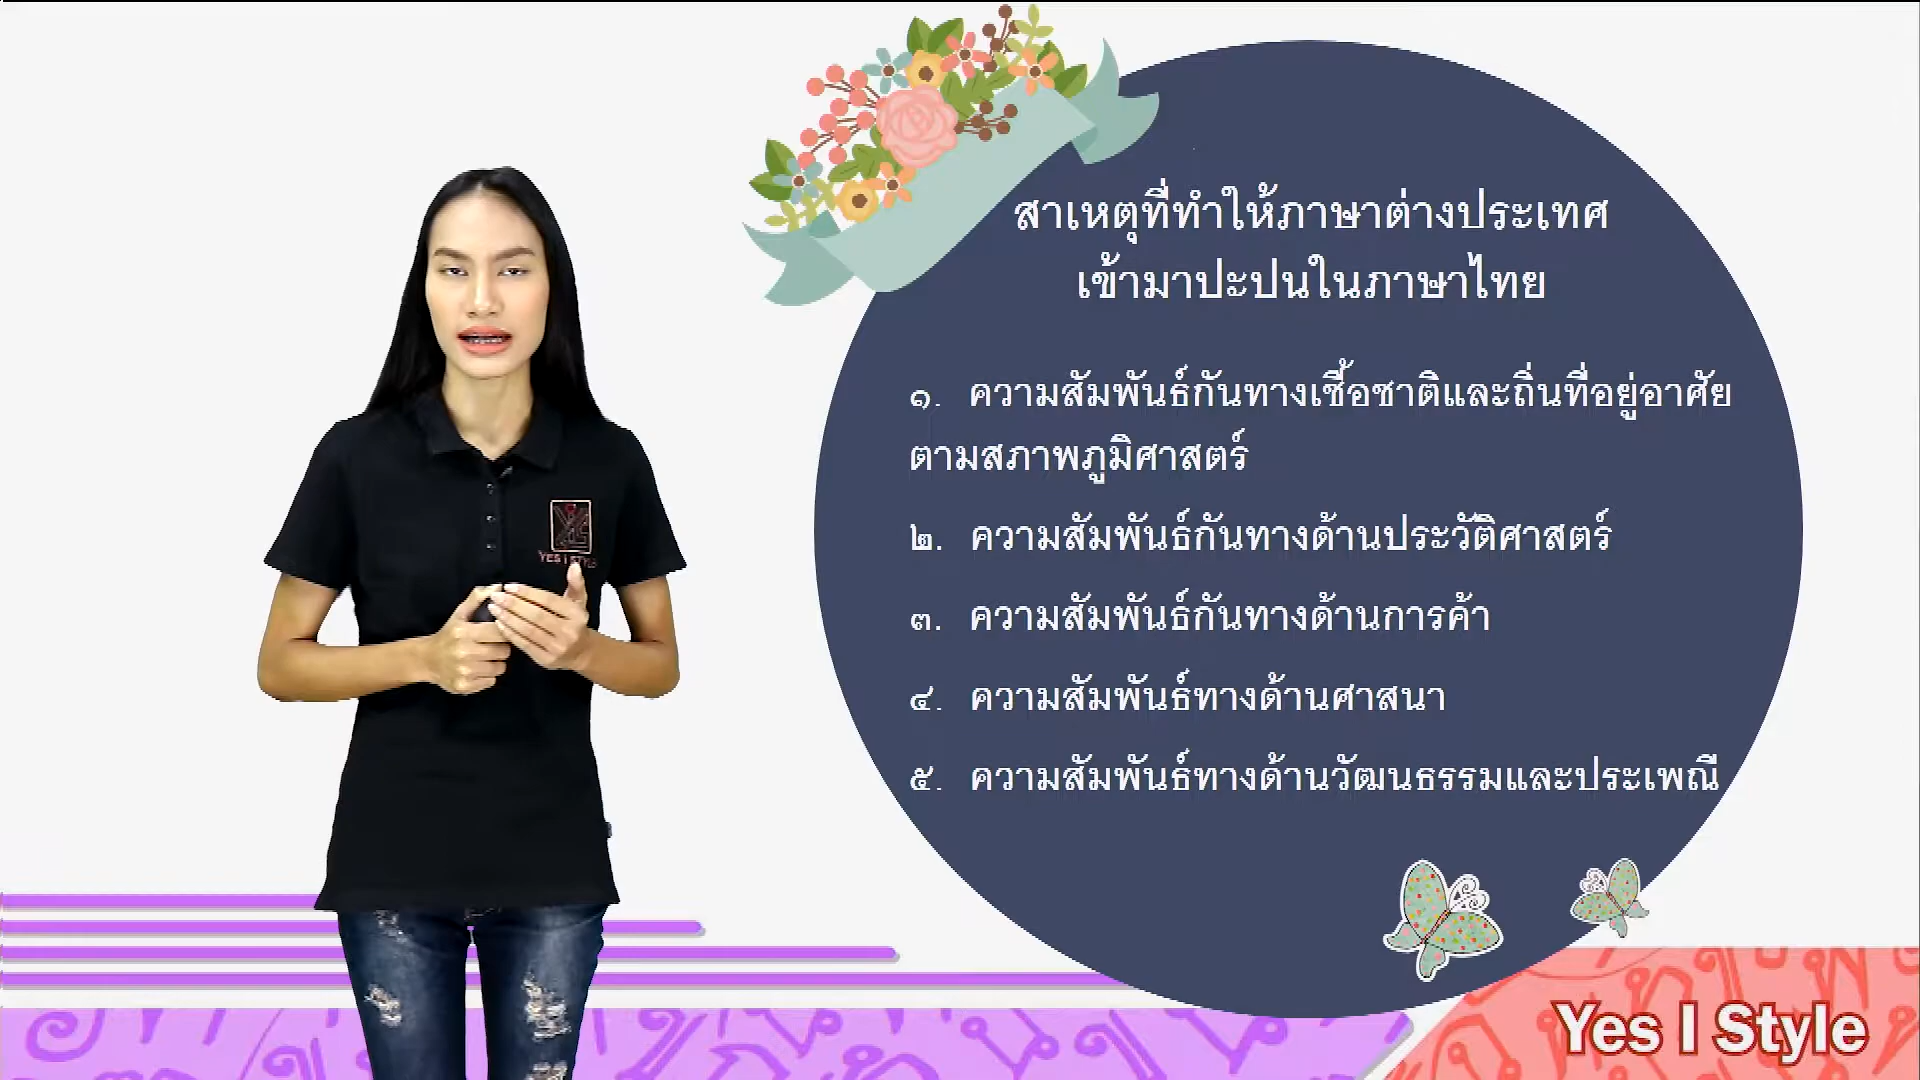 สาเหตุที่ทำให้ภาษาต่างประเทศ
เข้ามาปะปนในภาษาไทย
๑. ความสัมพันธ์กันทางเชื้อชาติและถิ่นที่อยู่อาศัย
ตามสภาพภูมิศาสตร์
๒. ความสัมพันธ์กันทางด้านประวัติศาสตร์
๓. ความสัมพันธ์กันทางด้านการค้า
๔. ความสัมพันธ์ทางด้านศาสนา
๕. ความสัมพันธ์ทางด้านวัฒนธรรมและประเพณี
YES I STYLE
Yes I Style